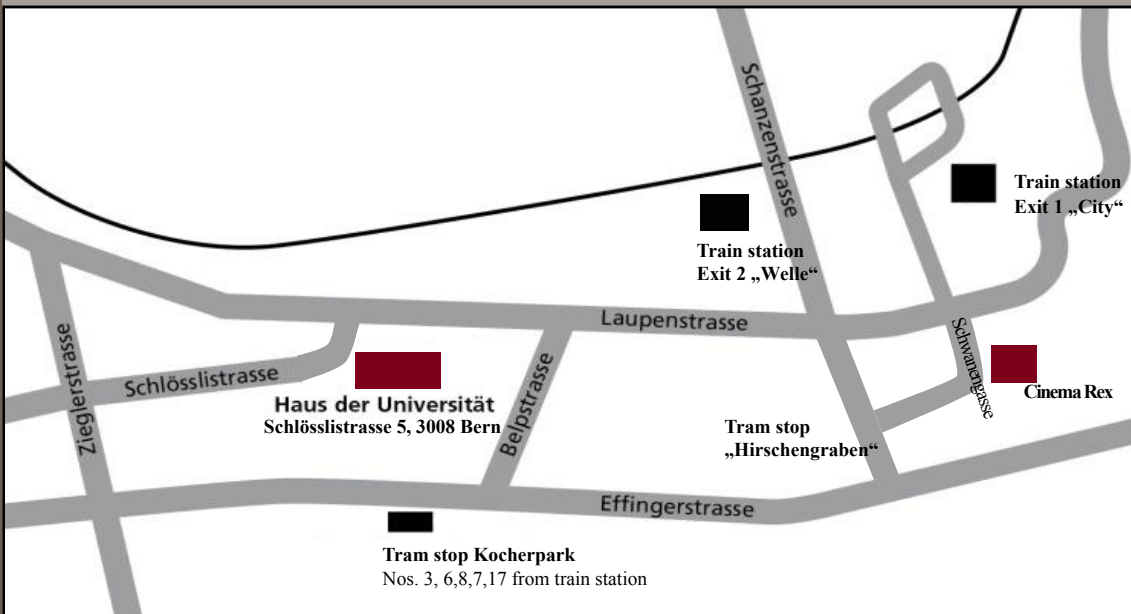 Schanzenstrasse
Train station
Exit 1 „City“
Train station
Exit 2 „Welle“
Laupenstrasse
Schwanengasse
Zieglerstrasse
Schlösslistrasse
Haus der Universität
Schlösslistrasse 5, 3008 Bern
Belpstrasse
Cinema Rex
Tram stop
„Hirschengraben“
Effingerstrasse
Tram stop Kocherpark
Nos. 3, 6,8,7,17 from train station